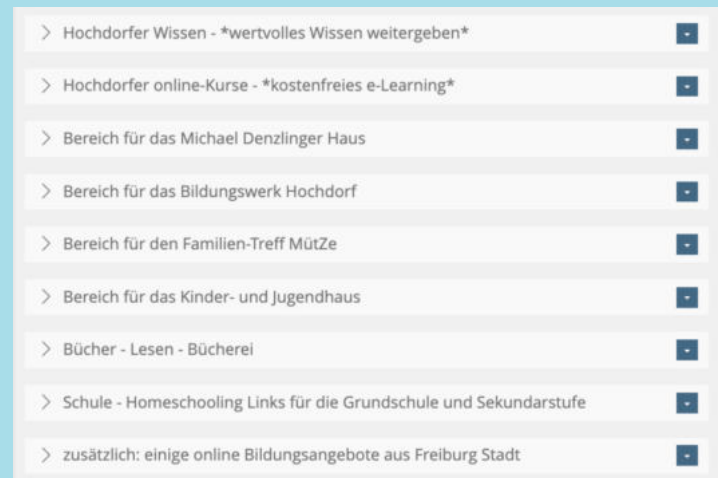 Hochdorfer Wissen - *wertvolles Wissen weitergeben*
Hochdorfer online-Kurse - *kostenfreies e-Learning*
Bereich für das Michael Denzlinger Haus
Bereich für das Bildungswerk Hochdorf
Bereich für den Familien-Treff MütZe
Bereich für das Kinder- und Jugendhaus
Bücher - Lesen - Bücherei
Schule - Homeschooling Links für die Grundschule und Sekundarstufe
zusätzlich: einige online Bildungsangebote aus Freiburg Stadt